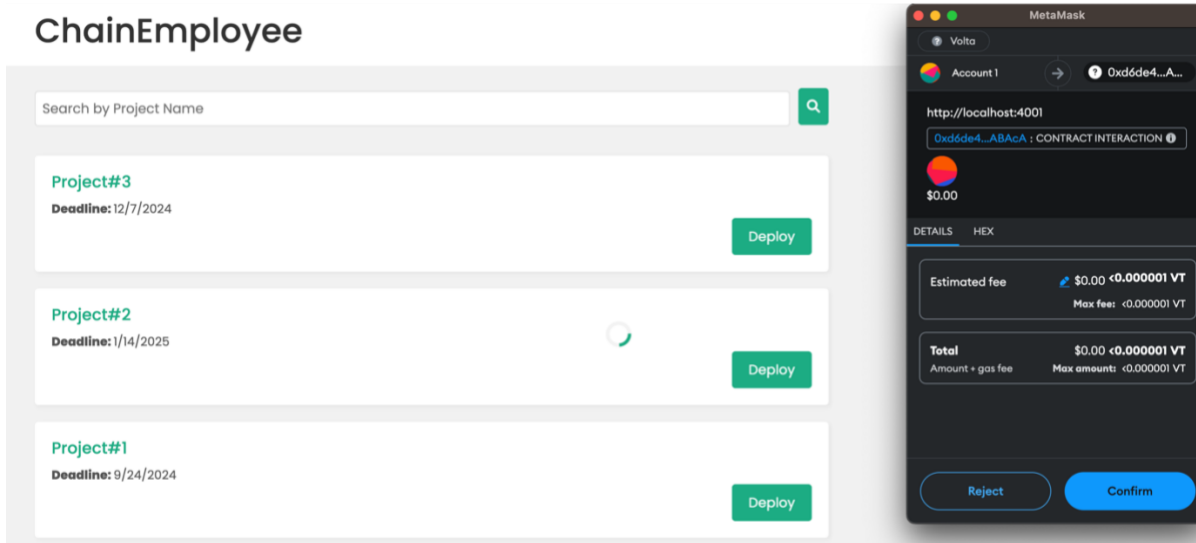 ChainEmployee
Search by Project Name
Project#3
Deadline: 12/7/2024
Deploy
Project#2
Deadline: 1/14/2025
Deploy
Project#1
Deadline: 9/24/2024
Deploy
MetaMask
? Volta
Account 1
? 0xd6de4...A...
http://localhost:4001
0xd6de4...ABAcA : CONTRACT INTERACTION
$0.00
DETAILS HEX
Estimated fee $0.00 <0.000001 VT
Max fee: <0.000001 VT
Total $0.00 <0.000001 VT
Amount + gas fee Max amount: <0.000001 VT
Reject Confirm